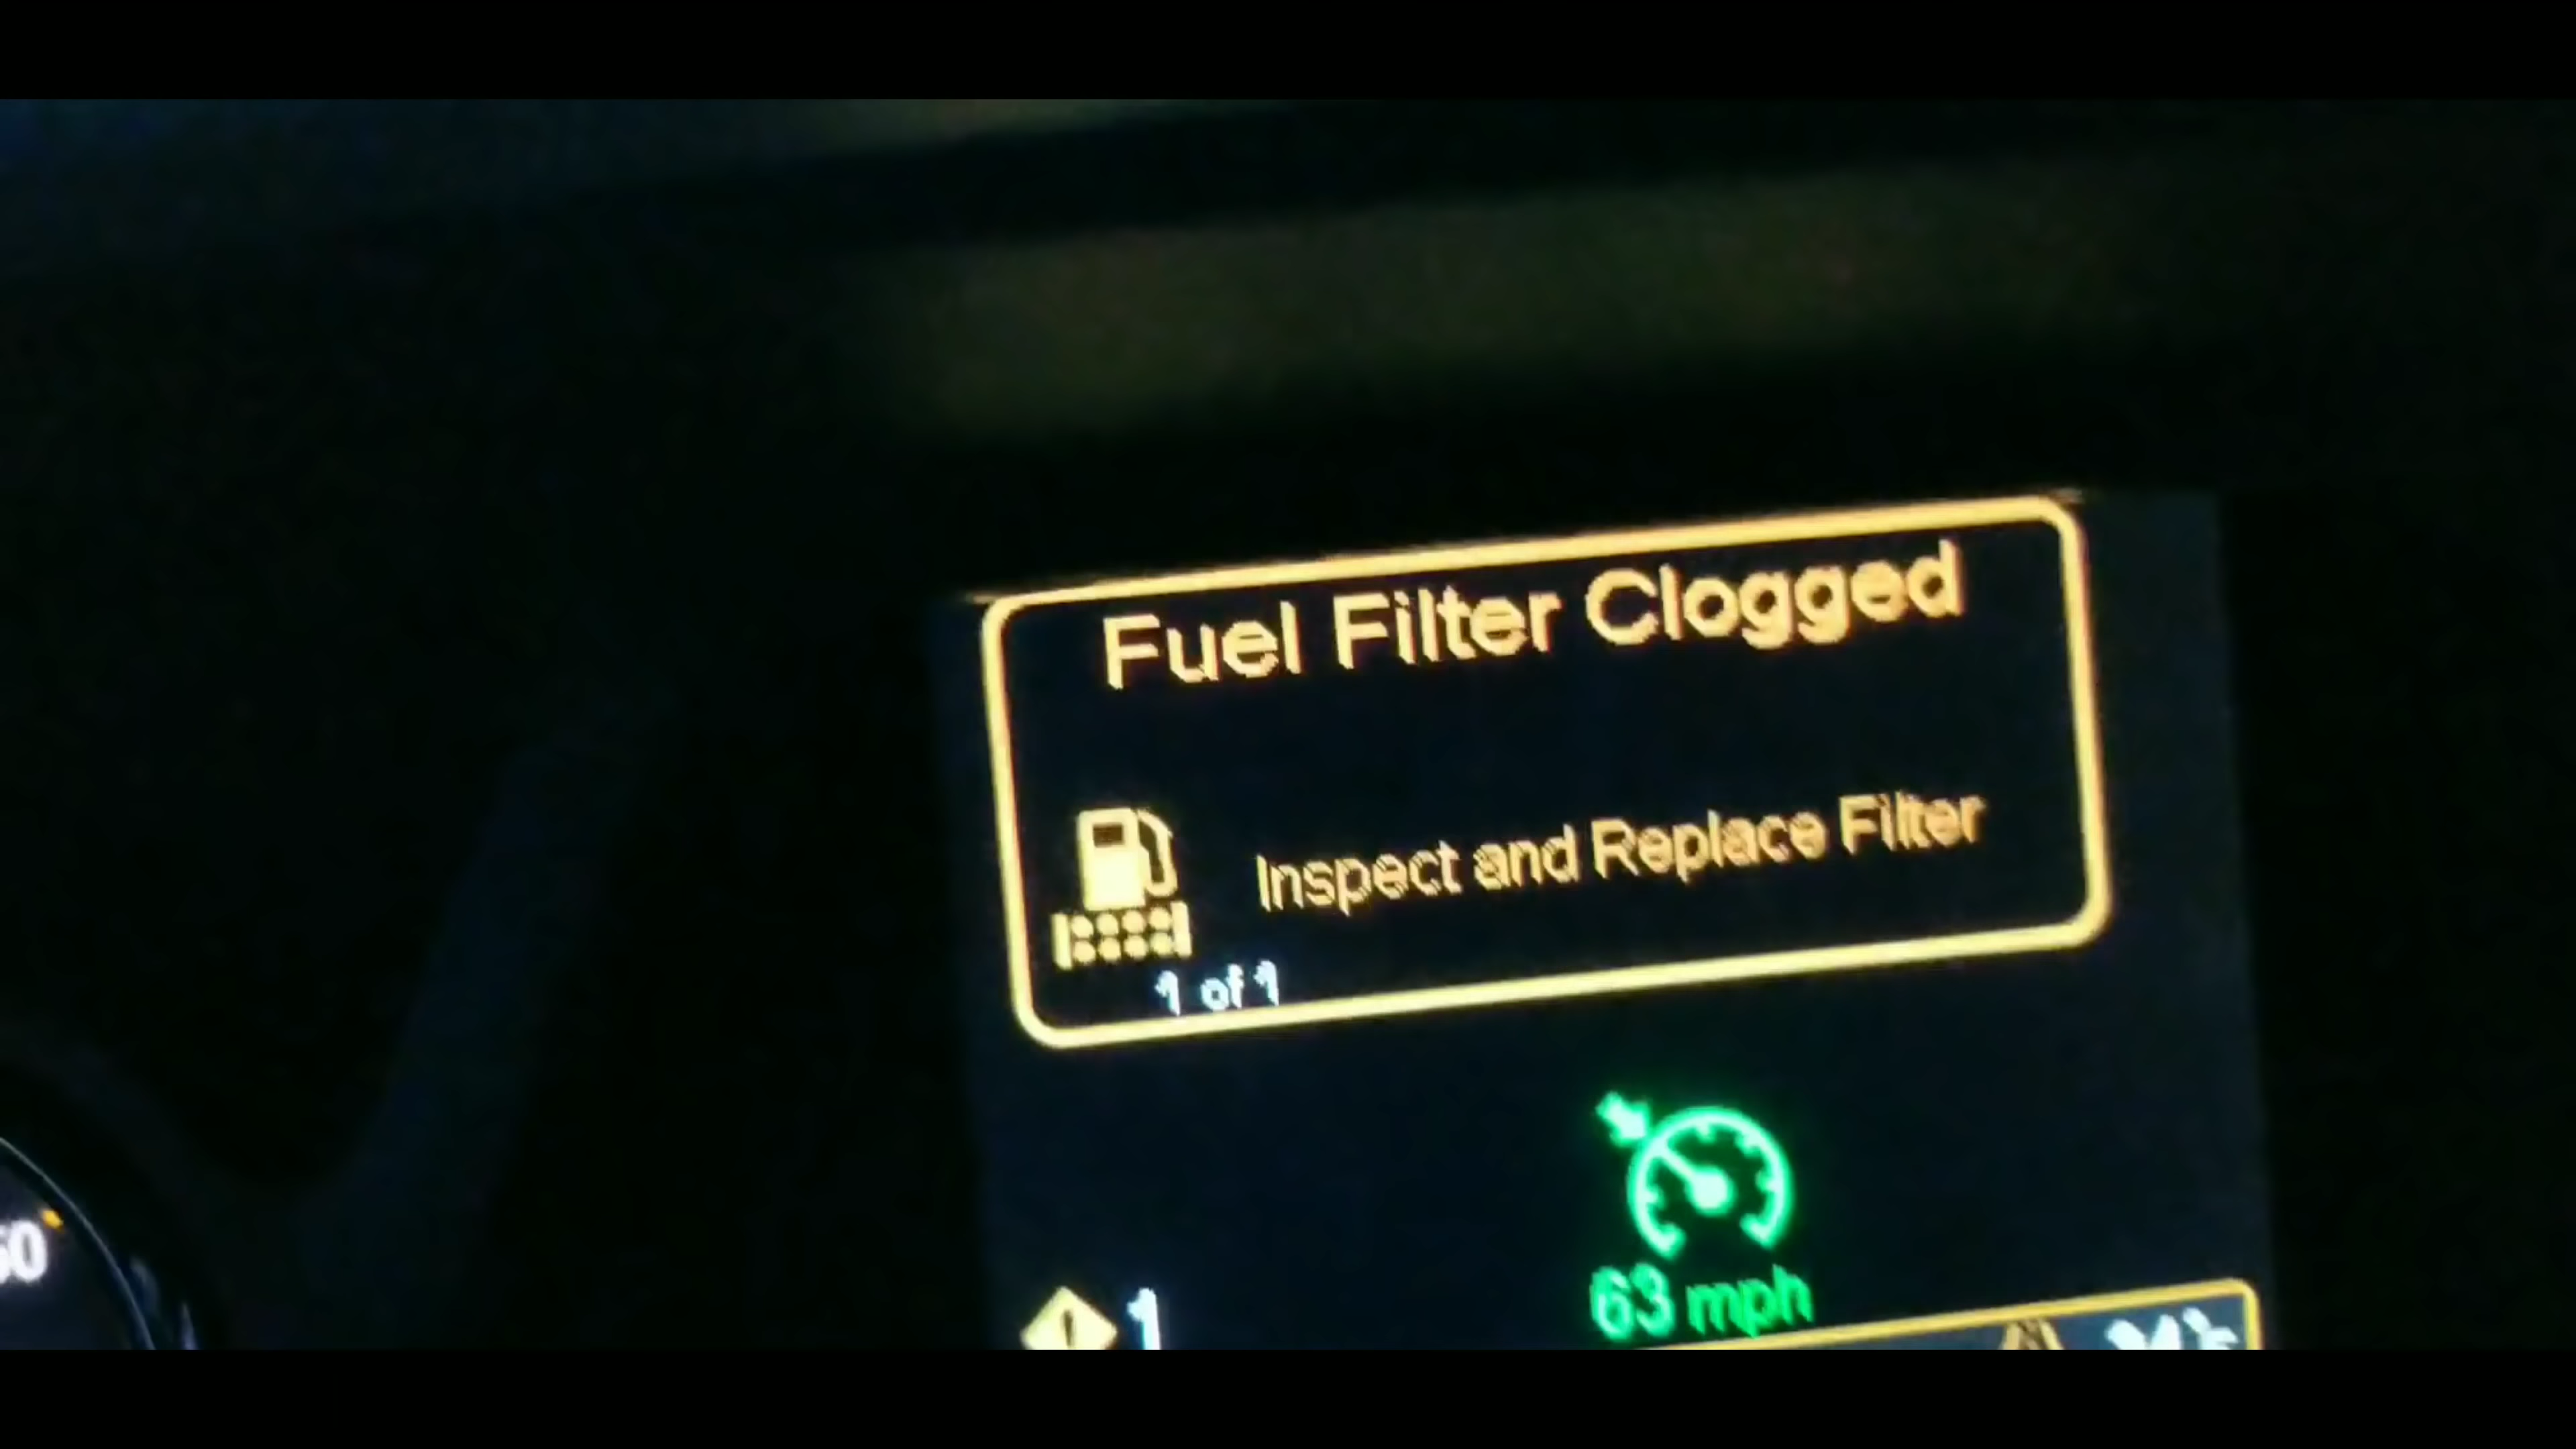 Fuel Filter Clogged
Inspect and Replace Filter
1 of 1
63 mph
1